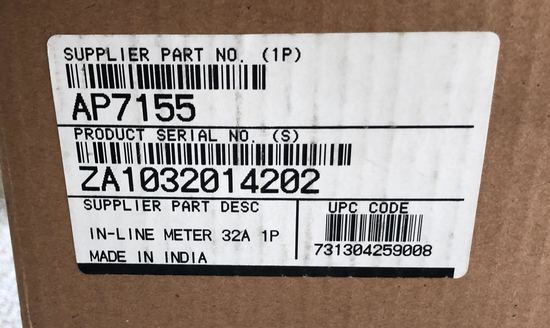 SUPPLIER PART NO. (1P)
AP7155
PRODUCT SERIAL NO. (S)
ZA1032014202
SUPPLIER PART DESC
IN-LINE METER 32A 1P
MADE IN INDIA
UPC CODE
731304259008